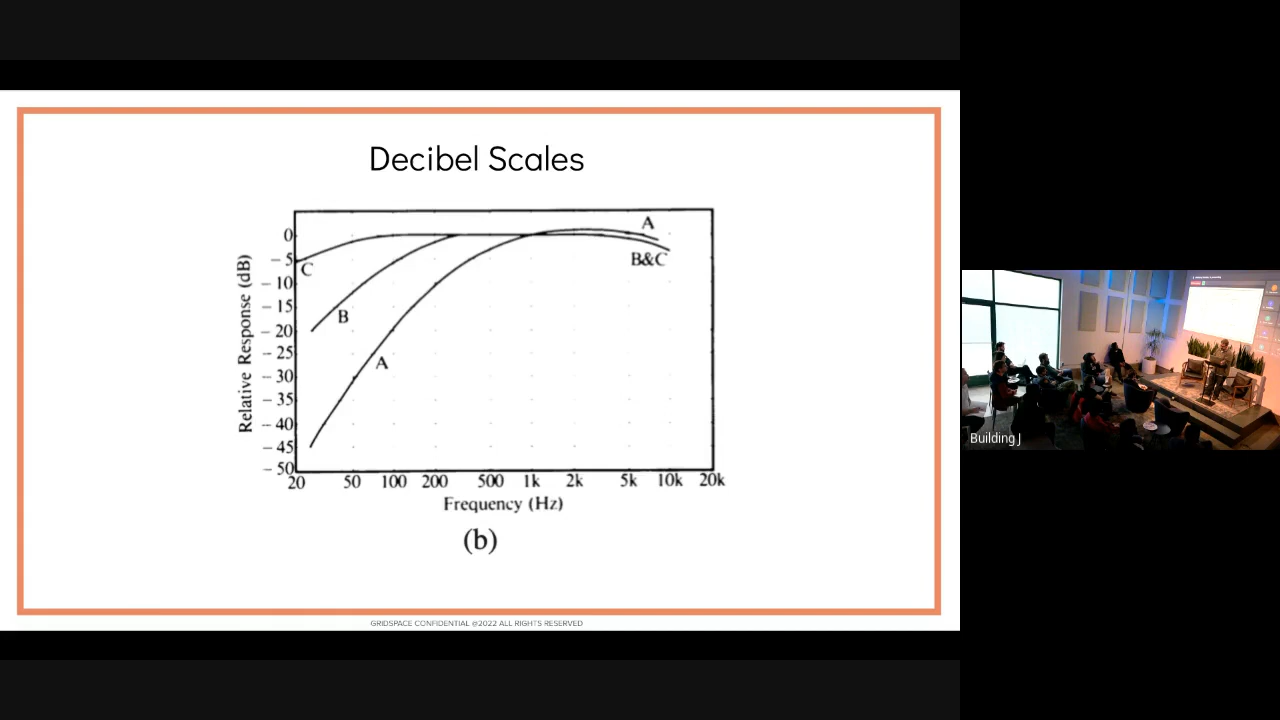 Decibel Scales
A
0
B&C
C
– 5
– 10
– 15
B
– 20
– 25
A
– 30
– 35
– 40
– 45
– 50
Relative Response (dB)
20 50 100 200 500 1k 2k 5k 10k 20k
Frequency (Hz)
(b)
GRIDSPACE CONFIDENTIAL @2022 ALL RIGHTS RESERVED
Building J